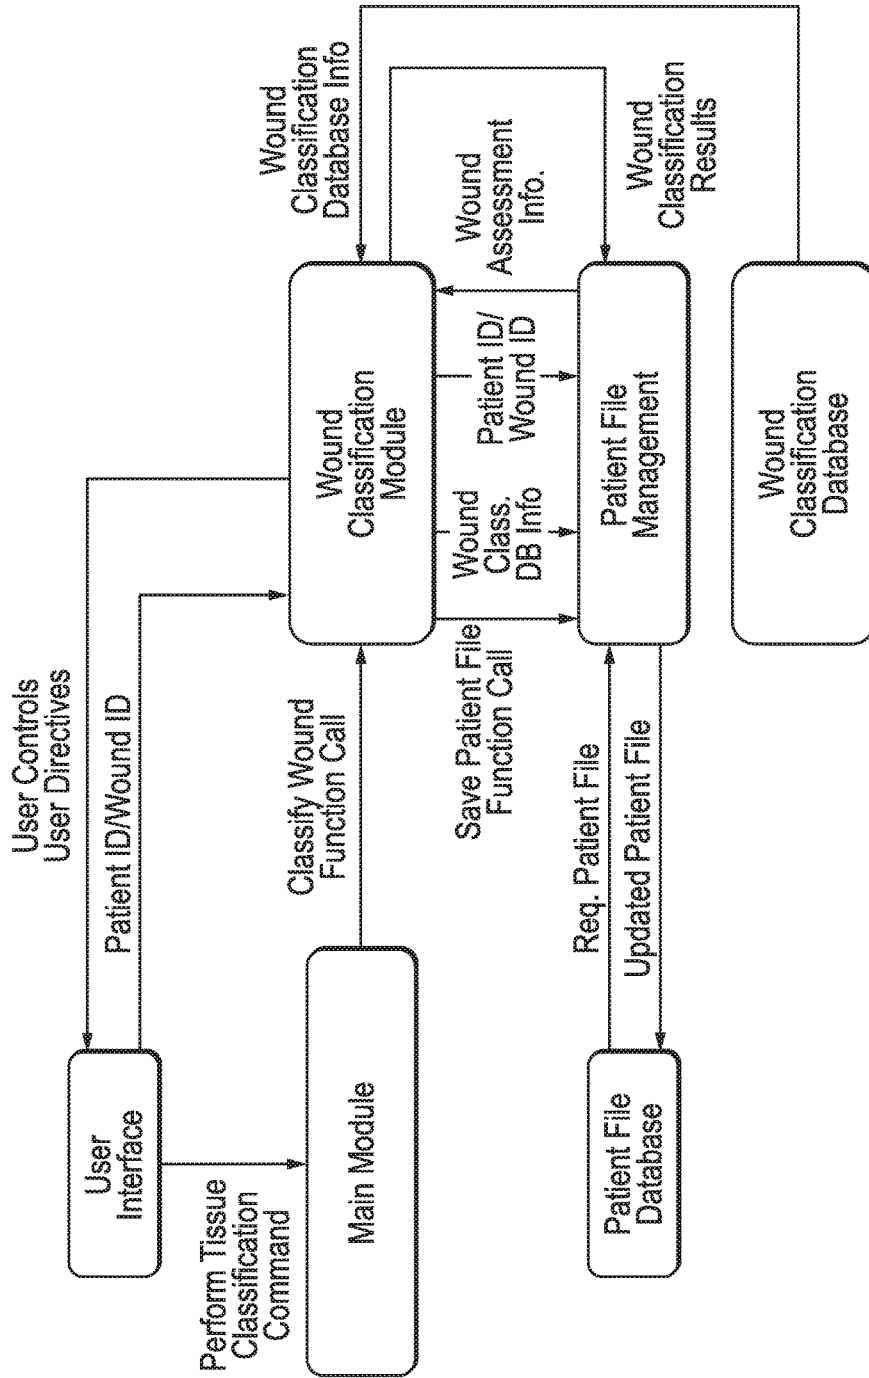 User Controls
User Directives
Patient ID/Wound ID
User
Interface
Perform Tissue
Classification
Command
Main Module
Classify Wound
Function Call
Wound
Classification
Module
Wound
Classification
Database Info
Save Patient File
Function Call
Wound
Class.
DB Info
Patient ID/
Wound ID
Wound
Assessment
Info.
Req. Patient File
Updated Patient File
Patient File
Database
Patient File
Management
Wound
Classification
Results
Wound
Classification
Database